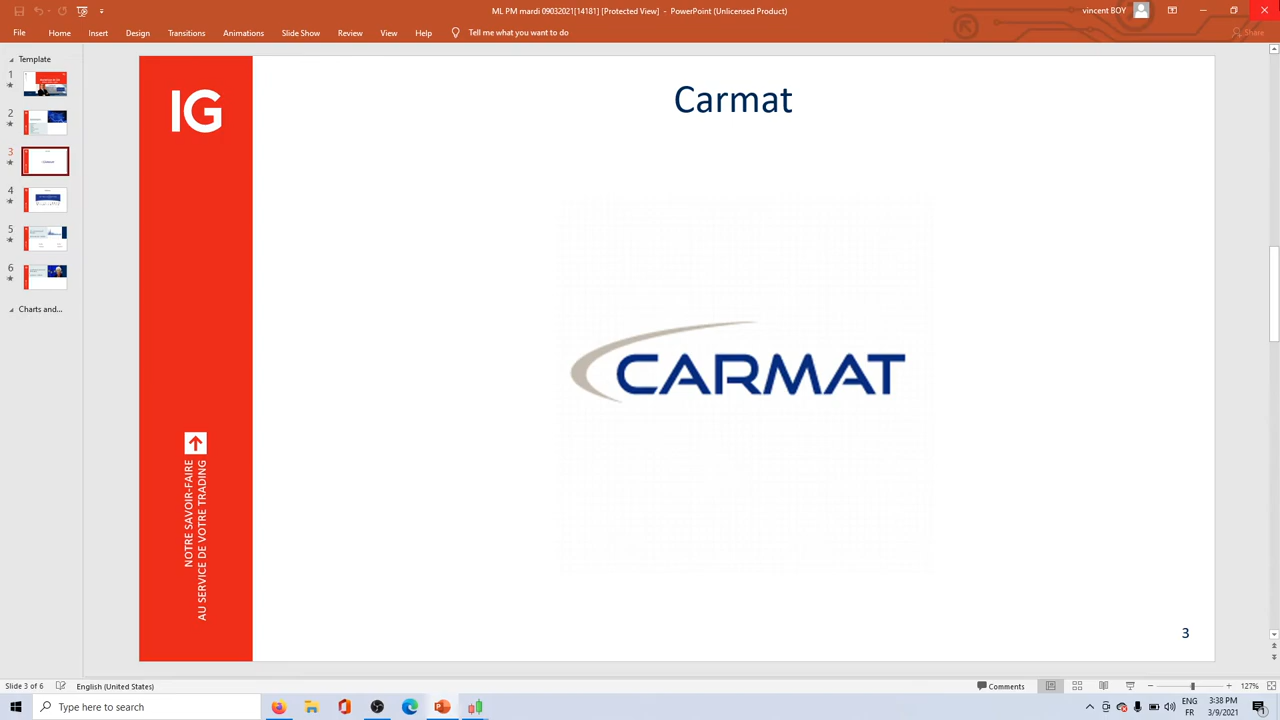 ML PM mardi 09032021[14181] [Protected View] - PowerPoint (Unlicensed Product)
vincent BOY
File Home Insert Design Transitions Animations Slide Show Review View Help Tell me what you want to do
Share
Template
1
2
3
4
5
6
Charts and...
IG
NOTRE SAVOIR-FAIRE
AU SERVICE DE VOTRE TRADING
Carmat
CARMAT
3
Slide 3 of 6
English (United States)
Comments
127%
Type here to search
FR
3:38 PM
3/9/2021
1